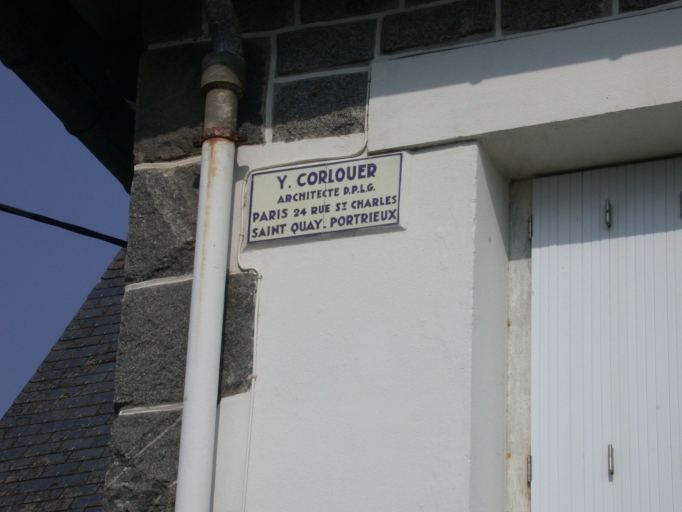 Y. CORLOUER
ARCHITECTE D.P.L.G.
PARIS 24 RUE ST CHARLES
SAINT QUAY-PORTRIEUX